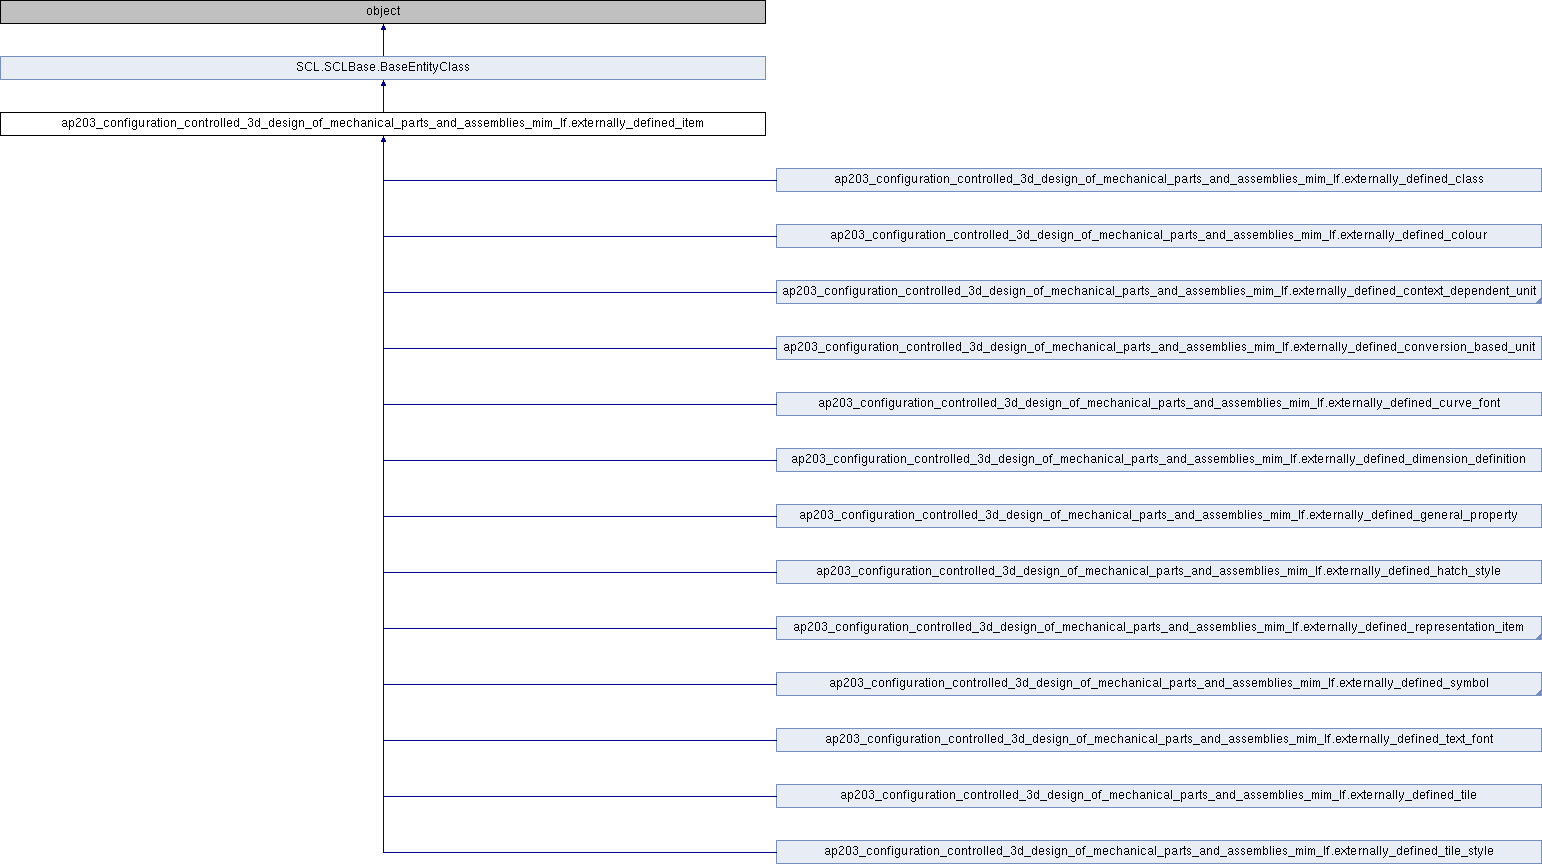 object
SCL.SCLBase.BaseEntityClass
ap203_configuration_controlled_3d_design_of_mechanical_parts_and_assemblies_mim_lf.externally_defined_item
ap203_configuration_controlled_3d_design_of_mechanical_parts_and_assemblies_mim_lf.externally_defined_class
ap203_configuration_controlled_3d_design_of_mechanical_parts_and_assemblies_mim_lf.externally_defined_colour
ap203_configuration_controlled_3d_design_of_mechanical_parts_and_assemblies_mim_lf.externally_defined_context_dependent_unit
ap203_configuration_controlled_3d_design_of_mechanical_parts_and_assemblies_mim_lf.externally_defined_conversion_based_unit
ap203_configuration_controlled_3d_design_of_mechanical_parts_and_assemblies_mim_lf.externally_defined_curve_font
ap203_configuration_controlled_3d_design_of_mechanical_parts_and_assemblies_mim_lf.externally_defined_dimension_definition
ap203_configuration_controlled_3d_design_of_mechanical_parts_and_assemblies_mim_lf.externally_defined_general_property
ap203_configuration_controlled_3d_design_of_mechanical_parts_and_assemblies_mim_lf.externally_defined_hatch_style
ap203_configuration_controlled_3d_design_of_mechanical_parts_and_assemblies_mim_lf.externally_defined_representation_item
ap203_configuration_controlled_3d_design_of_mechanical_parts_and_assemblies_mim_lf.externally_defined_symbol
ap203_configuration_controlled_3d_design_of_mechanical_parts_and_assemblies_mim_lf.externally_defined_text_font
ap203_configuration_controlled_3d_design_of_mechanical_parts_and_assemblies_mim_lf.externally_defined_tile
ap203_configuration_controlled_3d_design_of_mechanical_parts_and_assemblies_mim_lf.externally_defined_tile_style